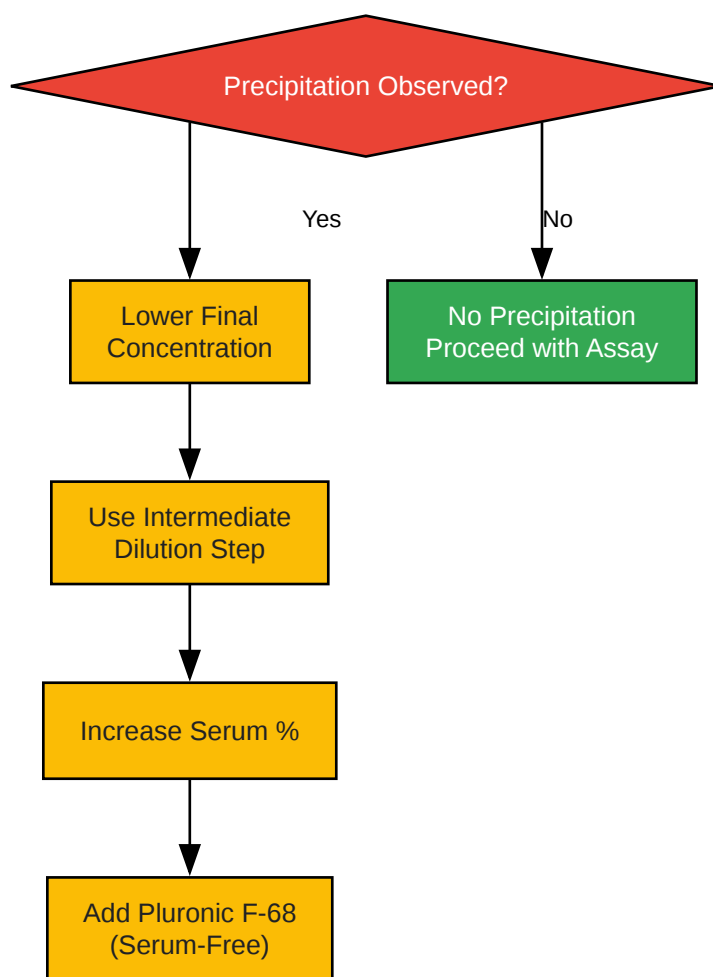 Precipitation Observed?
Yes
No
Lower Final
Concentration
No Precipitation
Proceed with Assay
Use Intermediate
Dilution Step
Increase Serum %
Add Pluronic F-68
(Serum-Free)